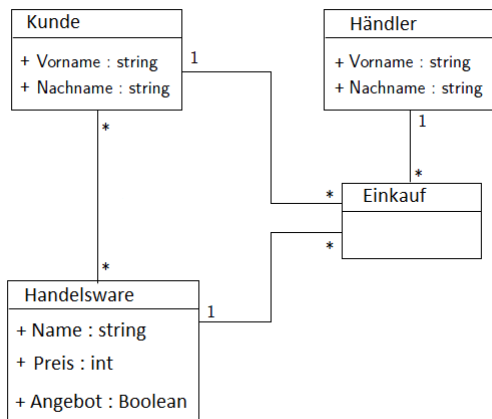 Kunde
+ Vorname : string
+ Nachname : string
Händler
+ Vorname : string
+ Nachname : string
1
1
*
*
*
Einkauf
*
*
Handelsware
+ Name : string
+ Preis : int
+ Angebot : Boolean
1